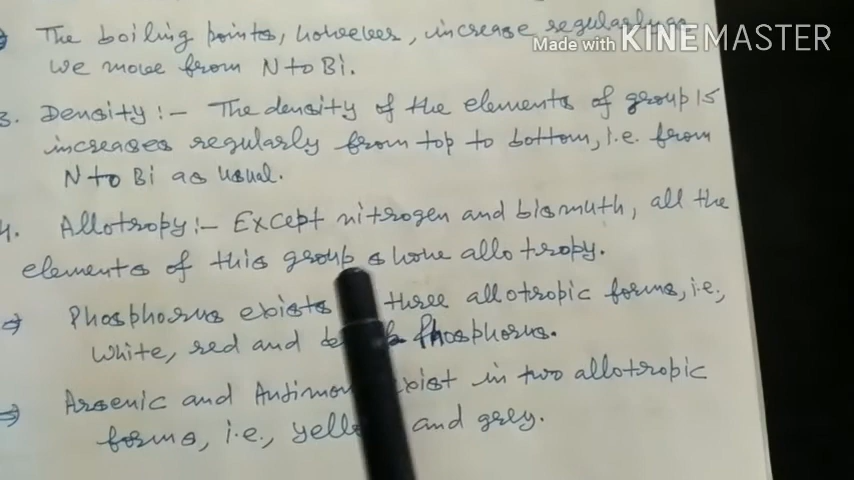 Made with KINEMASTER
The boiling points, however, increase regularly as
we move from N to Bi.
3. Density :- The density of the elements of group 15
increases regularly from top to bottom, i.e. from
N to Bi as usual.
4. Allotropy :- Except nitrogen and bismuth, all the
elements of this group show allotropy.
⇒ Phosphorus exists three allotropic forms, i.e.,
White, red and Phosphorus.
⇒ Arsenic and Antimony exist in two allotropic
forms, i.e., yellow and grey.